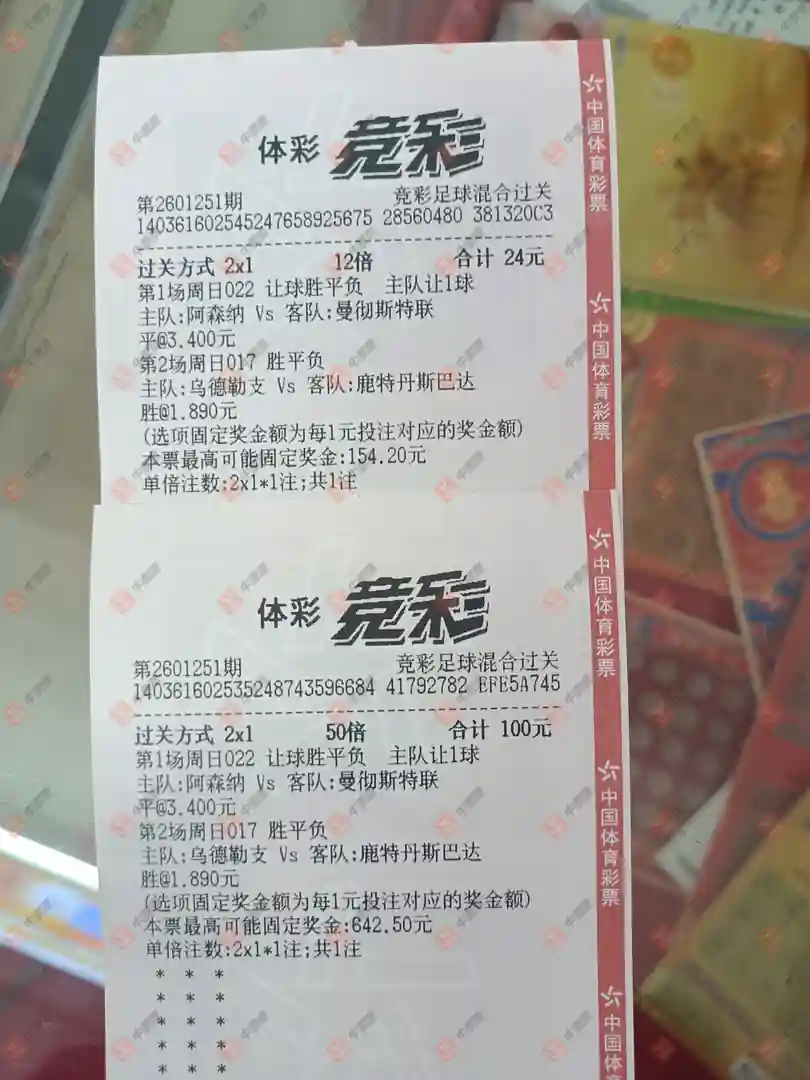 体彩 竞彩
第2601251期 竞彩足球混合过关
140361602545247658925675 28560480 381320C3
过关方式 2x1 12倍 合计 24元
第1场周日022 让球胜平负 主队让1球
主队:阿森纳 Vs 客队:曼彻斯特联
平@3.400元
第2场周日017 胜平负
主队:乌德勒支 Vs 客队:鹿特丹斯巴达
胜@1.890元
(选项固定奖金额为每1元投注对应的奖金额)
本票最高可能固定奖金:154.20元
单倍注数:2x1*1注;共1注
中国体育彩票
中国体育彩票
体彩 竞彩
第2601251期 竞彩足球混合过关
140361602535248743596684 41792782 EFE5A745
过关方式 2x1 50倍 合计 100元
第1场周日022 让球胜平负 主队让1球
主队:阿森纳 Vs 客队:曼彻斯特联
平@3.400元
第2场周日017 胜平负
主队:乌德勒支 Vs 客队:鹿特丹斯巴达
胜@1.890元
(选项固定奖金额为每1元投注对应的奖金额)
本票最高可能固定奖金:642.50元
单倍注数:2x1*1注;共1注
* * *
* * *
* * *
* * *
* * *
中国体育彩票
中国体育彩票
中国体育